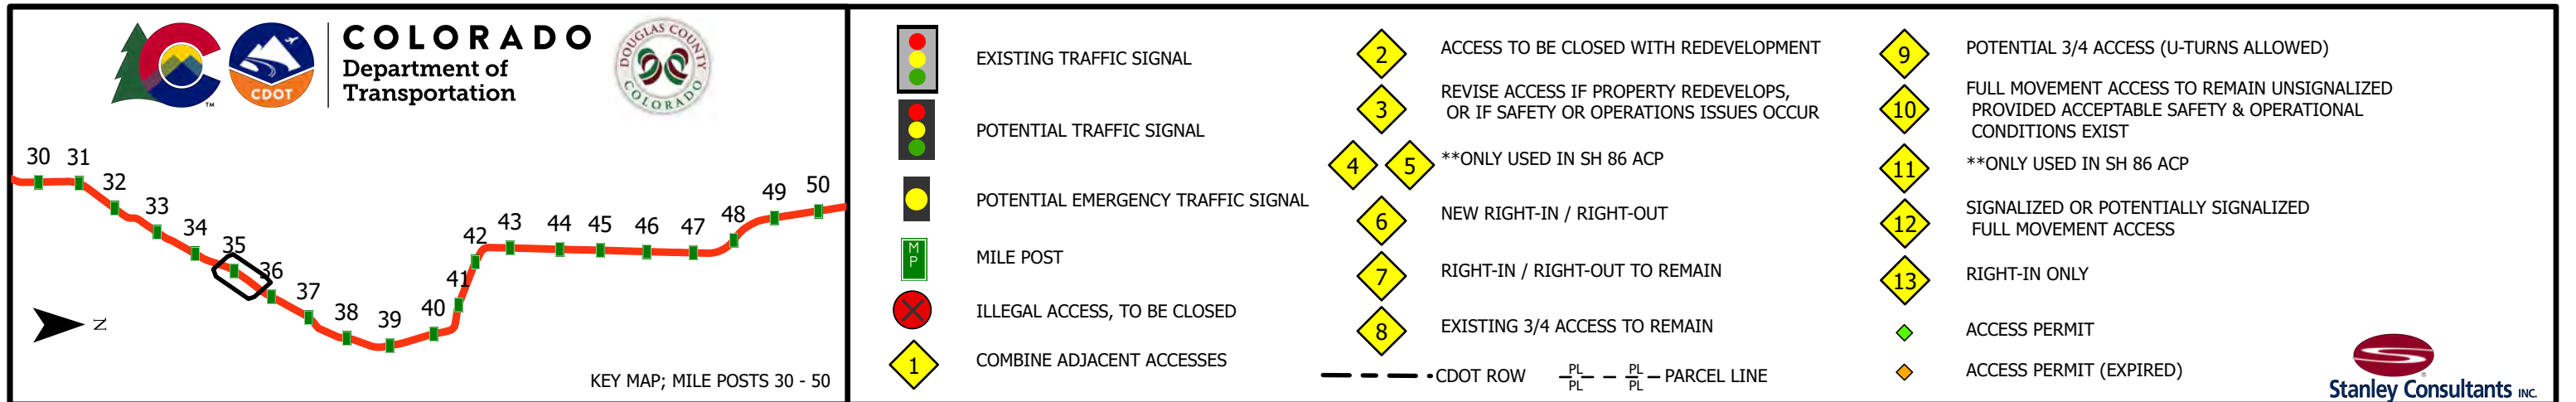 COLORADO
Department of
Transportation
CDOT
TM
DOUGLAS COUNTY
COLORADO
30 31
32
33
34
35
36
37
38
39
40
41
42
43
44
45
46
47
48
49
50
N
KEY MAP; MILE POSTS 30 - 50
EXISTING TRAFFIC SIGNAL
POTENTIAL TRAFFIC SIGNAL
POTENTIAL EMERGENCY TRAFFIC SIGNAL
M
P
MILE POST
ILLEGAL ACCESS, TO BE CLOSED
1 COMBINE ADJACENT ACCESSES
2 ACCESS TO BE CLOSED WITH REDEVELOPMENT
3 REVISE ACCESS IF PROPERTY REDEVELOPS,
OR IF SAFETY OR OPERATIONS ISSUES OCCUR
4 5 **ONLY USED IN SH 86 ACP
6 NEW RIGHT-IN / RIGHT-OUT
7 RIGHT-IN / RIGHT-OUT TO REMAIN
8 EXISTING 3/4 ACCESS TO REMAIN
CDOT ROW
PL PL
PL PL
PARCEL LINE
9 POTENTIAL 3/4 ACCESS (U-TURNS ALLOWED)
10 FULL MOVEMENT ACCESS TO REMAIN UNSIGNALIZED
PROVIDED ACCEPTABLE SAFETY & OPERATIONAL
CONDITIONS EXIST
11 **ONLY USED IN SH 86 ACP
12 SIGNALIZED OR POTENTIALLY SIGNALIZED
FULL MOVEMENT ACCESS
13 RIGHT-IN ONLY
ACCESS PERMIT
ACCESS PERMIT (EXPIRED)
Stanley Consultants INC.